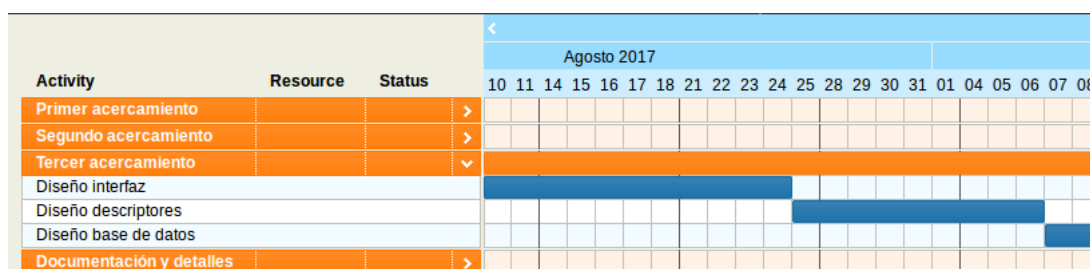 Agosto 2017
Activity Resource Status 10 11 14 15 16 17 18 21 22 23 24 25 28 29 30 31 01 04 05 06 07 08
Primer acercamiento
Segundo acercamiento
Tercer acercamiento
Diseño interfaz
Diseño descriptores
Diseño base de datos
Documentación y detalles